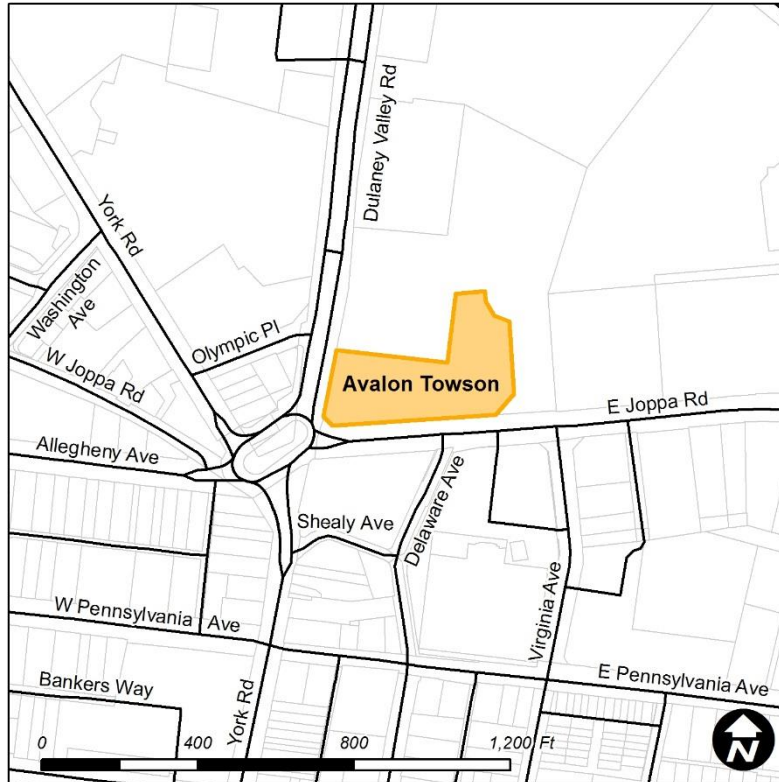 Dulaney Valley Rd
York Rd
Washington
Ave
Olympic Pl
W Joppa Rd
Avalon Towson
E Joppa Rd
Allegheny Ave
Shealy Ave
Delaware Ave
Virginia Ave
W Pennsylvania Ave
E Pennsylvania Ave
Bankers Way
York Rd
0 400 800 1,200 Ft
N